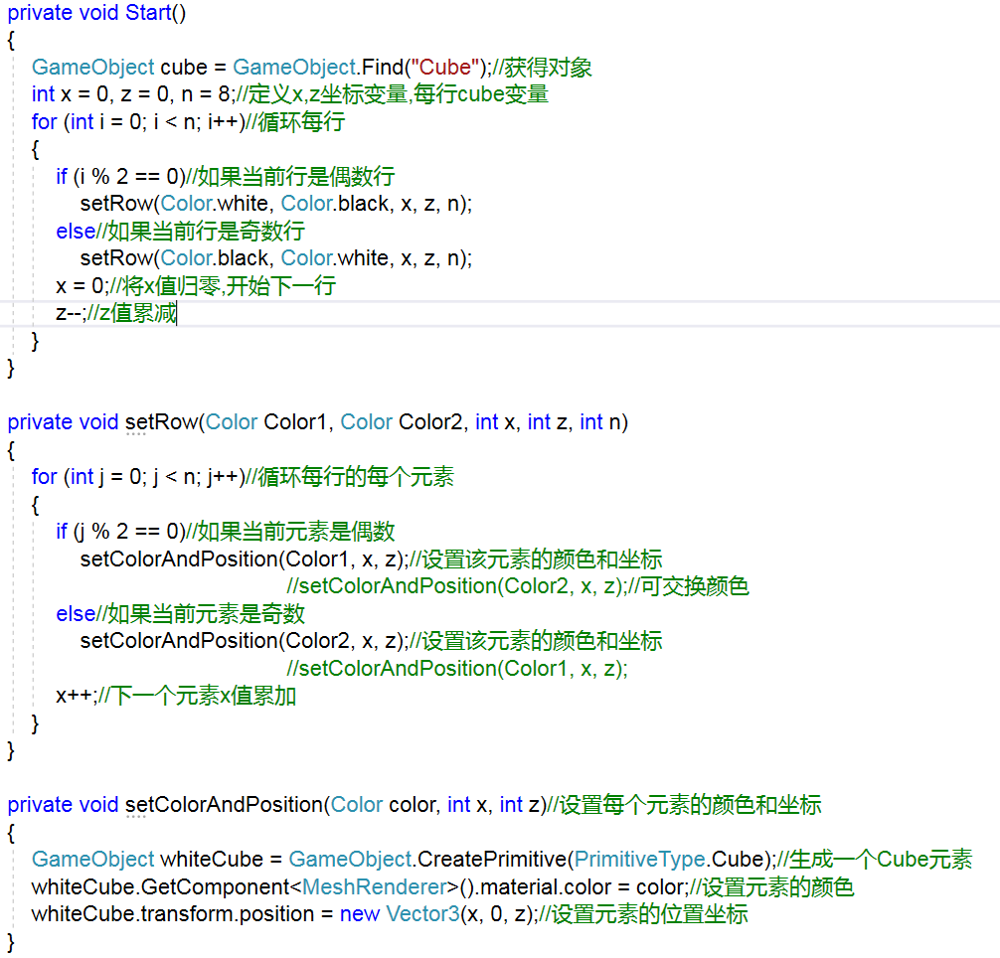 private void Start()
{
GameObject cube = GameObject.Find("Cube");//获得对象
int x = 0, z = 0, n = 8;//定义x,z坐标变量,每行cube变量
for (int i = 0; i < n; i++)//循环每行
{
if (i % 2 == 0)//如果当前行是偶数行
setRow(Color.white, Color.black, x, z, n);
else//如果当前行是奇数行
setRow(Color.black, Color.white, x, z, n);
x = 0;//将x值归零,开始下一行
z--;//z值累减
}
}
private void setRow(Color Color1, Color Color2, int x, int z, int n)
{
for (int j = 0; j < n; j++)//循环每行的每个元素
{
if (j % 2 == 0)//如果当前元素是偶数
setColorAndPosition(Color1, x, z);//设置该元素的颜色和坐标
//setColorAndPosition(Color2, x, z);//可交换颜色
else//如果当前元素是奇数
setColorAndPosition(Color2, x, z);//设置该元素的颜色和坐标
//setColorAndPosition(Color1, x, z);
x++;//下一个元素x值累加
}
}
private void setColorAndPosition(Color color, int x, int z)//设置每个元素的颜色和坐标
{
GameObject whiteCube = GameObject.CreatePrimitive(PrimitiveType.Cube);//生成一个Cube元素
whiteCube.GetComponent<MeshRenderer>().material.color = color;//设置元素的颜色
whiteCube.transform.position = new Vector3(x, 0, z);//设置元素的位置坐标
}